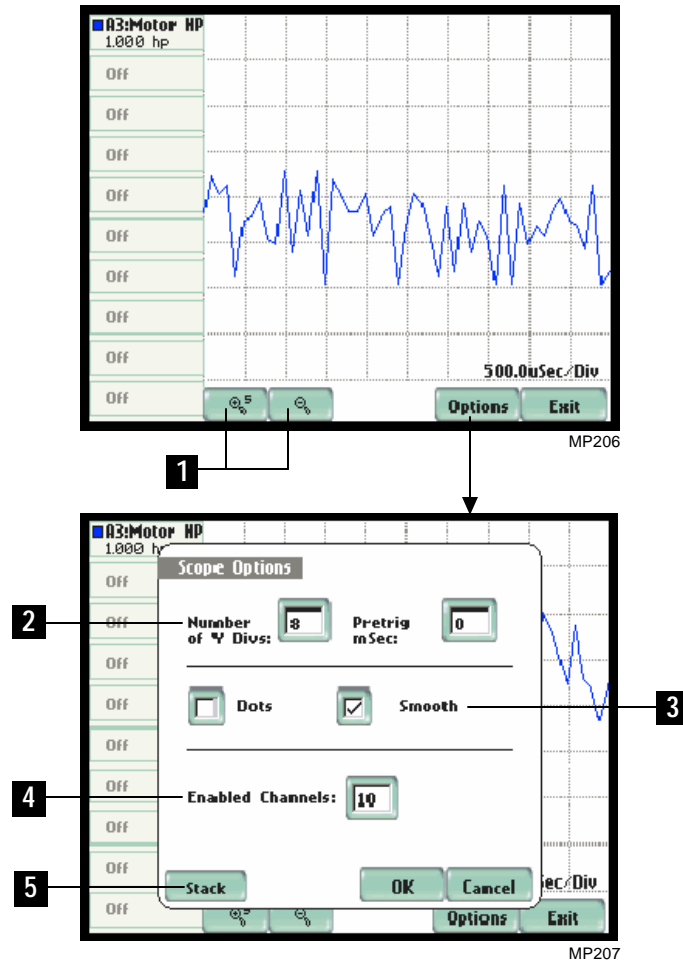 A3:Motor HP
1.000 hp
Off
Off
Off
Off
Off
Off
Off
Off
Off
500.0uSec/Div
5
Options
Exit
MP206
1
A3:Motor HP
1.000
Scope Options
Off
2
Off
Number
of Y Divs:
8
Pretrig
mSec:
0
Off
Off
Dots
Smooth
3
Off
Off
4
Enabled Channels:
10
Off
Off
5
Stack
OK
Cancel
ec/Div
Off
Options
Exit
MP207